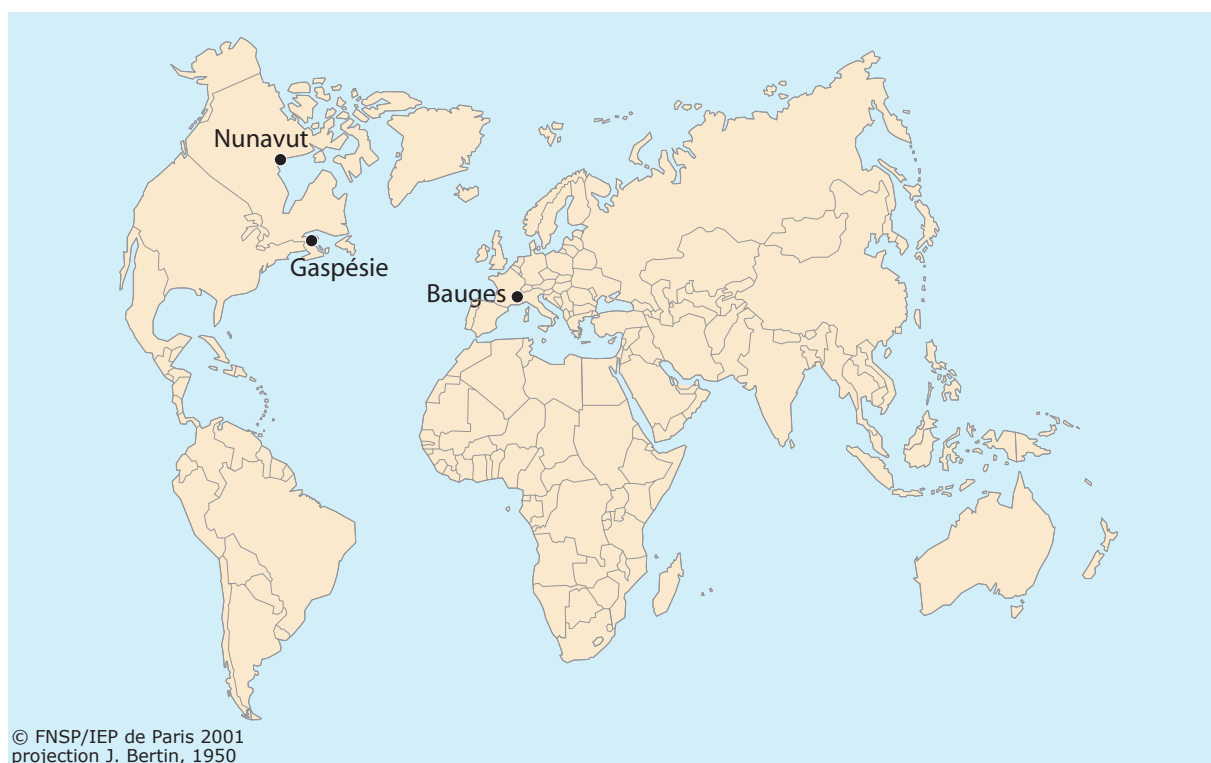 Nunavut
Gaspésie
Bauges
© FNSP/IEP de Paris 2001
projection J. Bertin, 1950